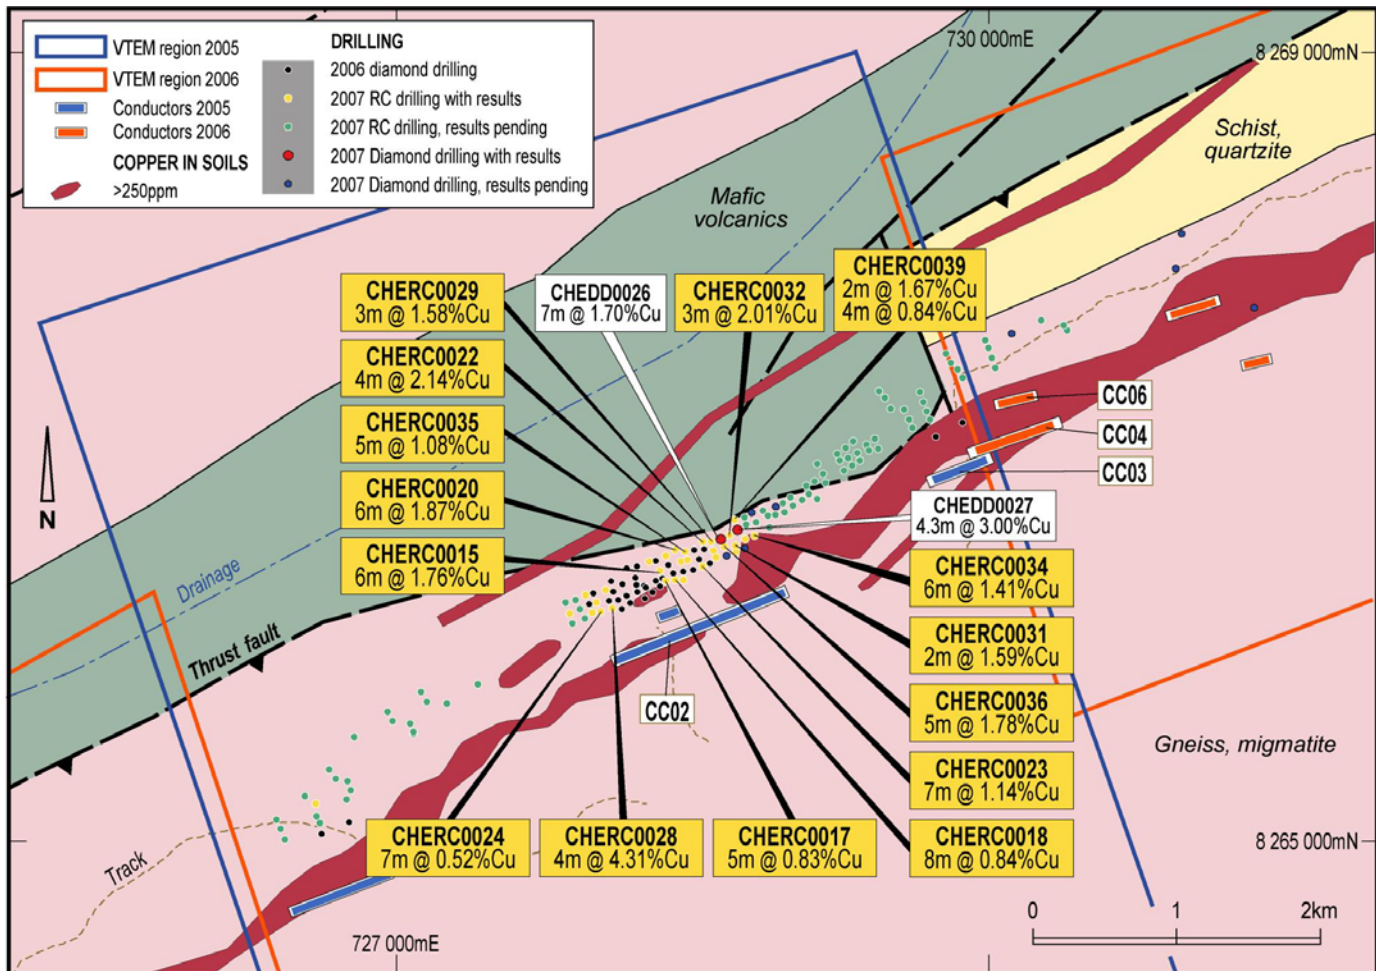 VTEM region 2005
VTEM region 2006
Conductors 2005
Conductors 2006
COPPER IN SOILS
>250ppm
DRILLING
2006 diamond drilling
2007 RC drilling with results
2007 RC drilling, results pending
2007 Diamond drilling with results
2007 Diamond drilling, results pending
730 000mE
8 269 000mN
Schist,
quartzite
Mafic
volcanics
CHERC0029
3m @ 1.58%Cu
CHEDD0026
7m @ 1.70%Cu
CHERC0032
3m @ 2.01%Cu
CHERC0039
2m @ 1.67%Cu
4m @ 0.84%Cu
CHERC0022
4m @ 2.14%Cu
CHERC0035
5m @ 1.08%Cu
CHERC0020
6m @ 1.87%Cu
CHERC0015
6m @ 1.76%Cu
N
CC06
CC04
CC03
CHEDD0027
4.3m @ 3.00%Cu
CHERC0034
6m @ 1.41%Cu
CHERC0031
2m @ 1.59%Cu
CHERC0036
5m @ 1.78%Cu
CHERC0023
7m @ 1.14%Cu
CHERC0018
8m @ 0.84%Cu
Drainage
Thrust fault
CC02
Gneiss, migmatite
CHERC0024
7m @ 0.52%Cu
CHERC0028
4m @ 4.31%Cu
CHERC0017
5m @ 0.83%Cu
8 265 000mN
Track
727 000mE
0 1 2km